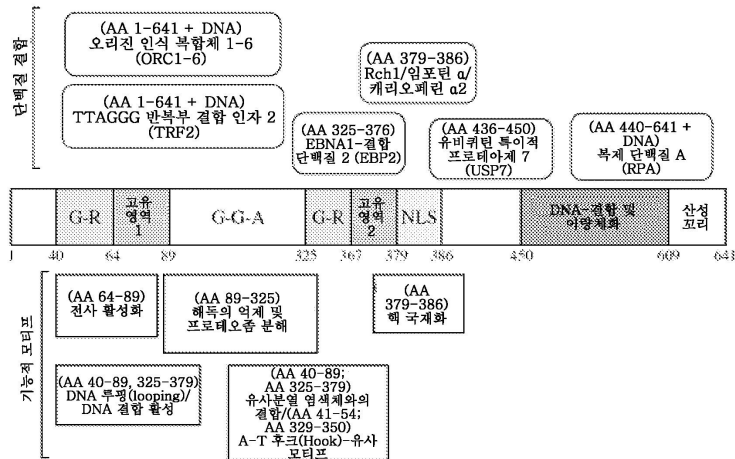 단백질 결합
(AA 1-641 + DNA)
오리진 인식 복합체 1-6
(ORC1-6)
(AA 1-641 + DNA)
TTAGGG 반복부 결합 인자 2
(TRF2)
(AA 325-376)
EBNA1-결합
단백질 2 (EBP2)
(AA 379-386)
Rch1/임포틴 α/
캐리오페린 α2
(AA 436-450)
유비퀴틴 특이적
프로테아제 7
(USP7)
(AA 440-641 +
DNA)
복제 단백질 A
(RPA)
G-R
고유
영역
1
G-G-A
G-R
고유
영역
2
NLS
DNA-결합 및
이량체화
산성
꼬리
1 40 64 89 325 367 379 386 450 609 641
기능적 모티프
(AA 64-89)
전사 활성화
(AA 89-325)
해독의 억제 및
프로테오좀 분해
(AA
379-386)
핵 국재화
(AA 40-89, 325-379)
DNA 루핑(looping)/
DNA 결합 활성
(AA 40-89;
AA 325-379)
유사분열 염색체와의
결합/(AA 41-54;
AA 329-350)
A-T 후크(Hook)-유사
모티프